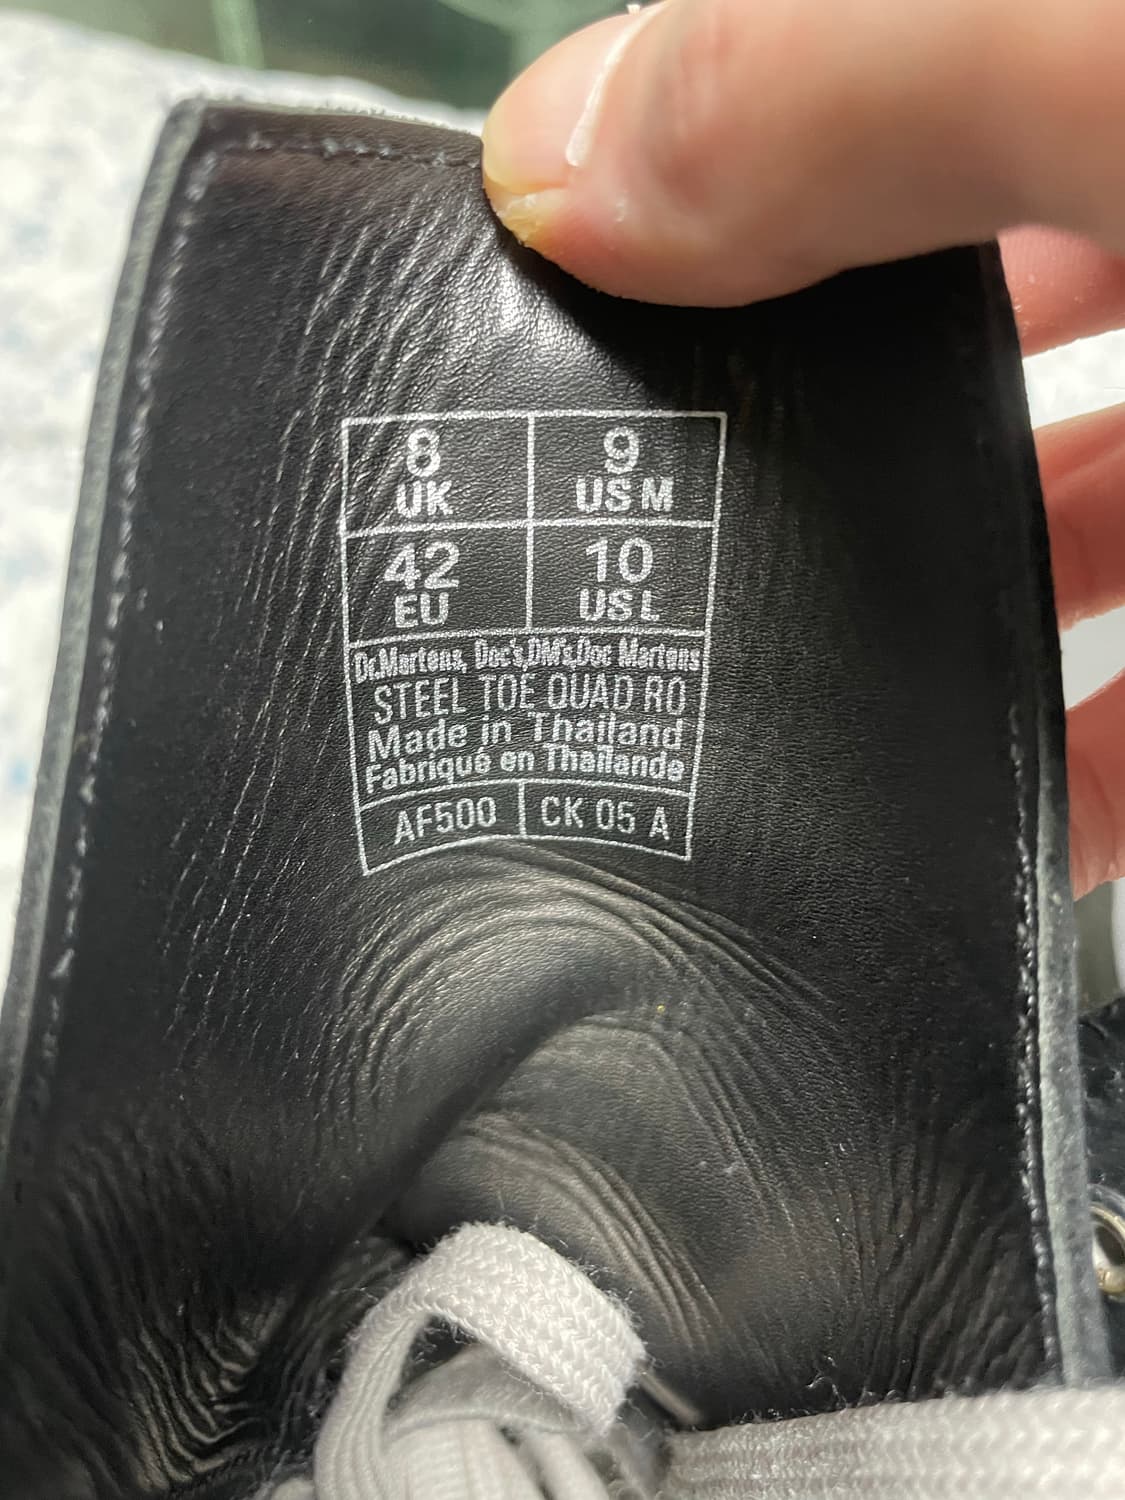 8 9
UK US M
42 10
EU US L
Dr.Martens, Doc's,DM's,Doc Martens
STEEL TOE QUAD RO
Made in Thailand
Fabriqué en Thaïlande
AF500 CK 05 A